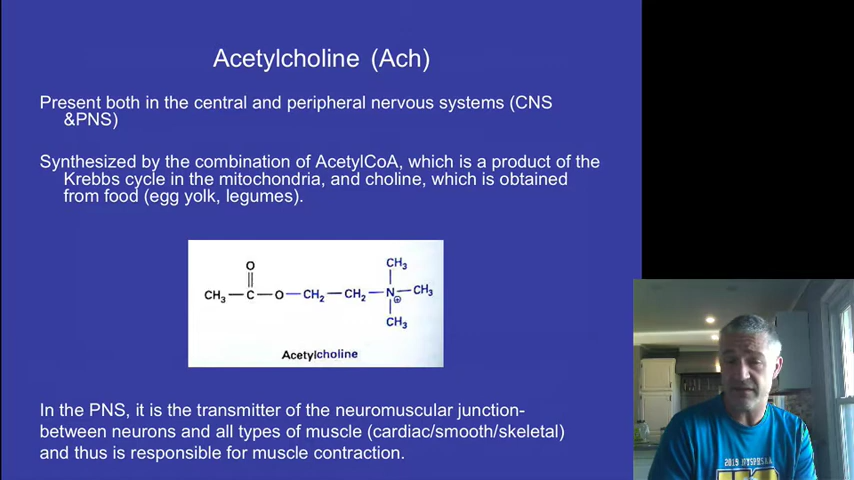 Acetylcholine (Ach)
Present both in the central and peripheral nervous systems (CNS
&PNS)
Synthesized by the combination of AcetylCoA, which is a product of the
Krebbs cycle in the mitochondria, and choline, which is obtained
from food (egg yolk, legumes).
O
CH3
CH3—C—O—CH2—CH2—N—CH3
⊕
CH3
Acetylcholine
In the PNS, it is the transmitter of the neuromuscular junction-
between neurons and all types of muscle (cardiac/smooth/skeletal)
and thus is responsible for muscle contraction.
2019